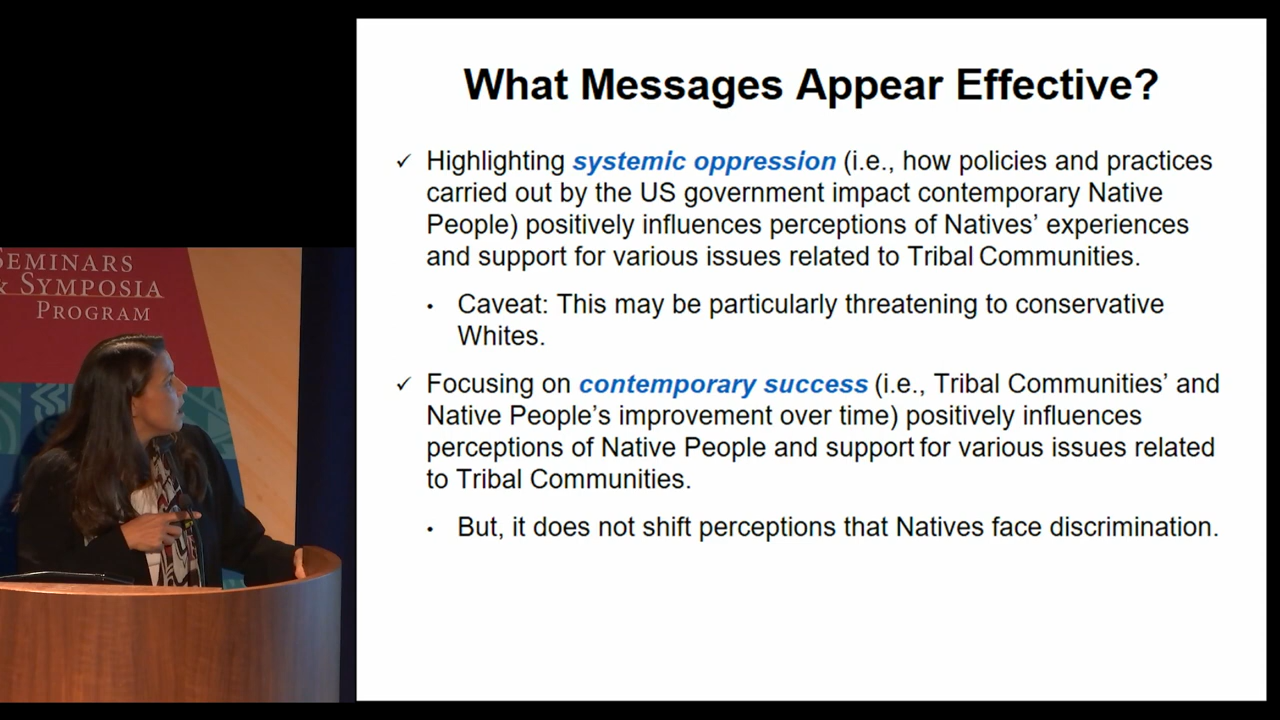 SEMINARS
& SYMPOSIA
PROGRAM
What Messages Appear Effective?
✓ Highlighting systemic oppression (i.e., how policies and practices
carried out by the US government impact contemporary Native
People) positively influences perceptions of Natives' experiences
and support for various issues related to Tribal Communities.
• Caveat: This may be particularly threatening to conservative
Whites.
✓ Focusing on contemporary success (i.e., Tribal Communities' and
Native People's improvement over time) positively influences
perceptions of Native People and support for various issues related
to Tribal Communities.
• But, it does not shift perceptions that Natives face discrimination.